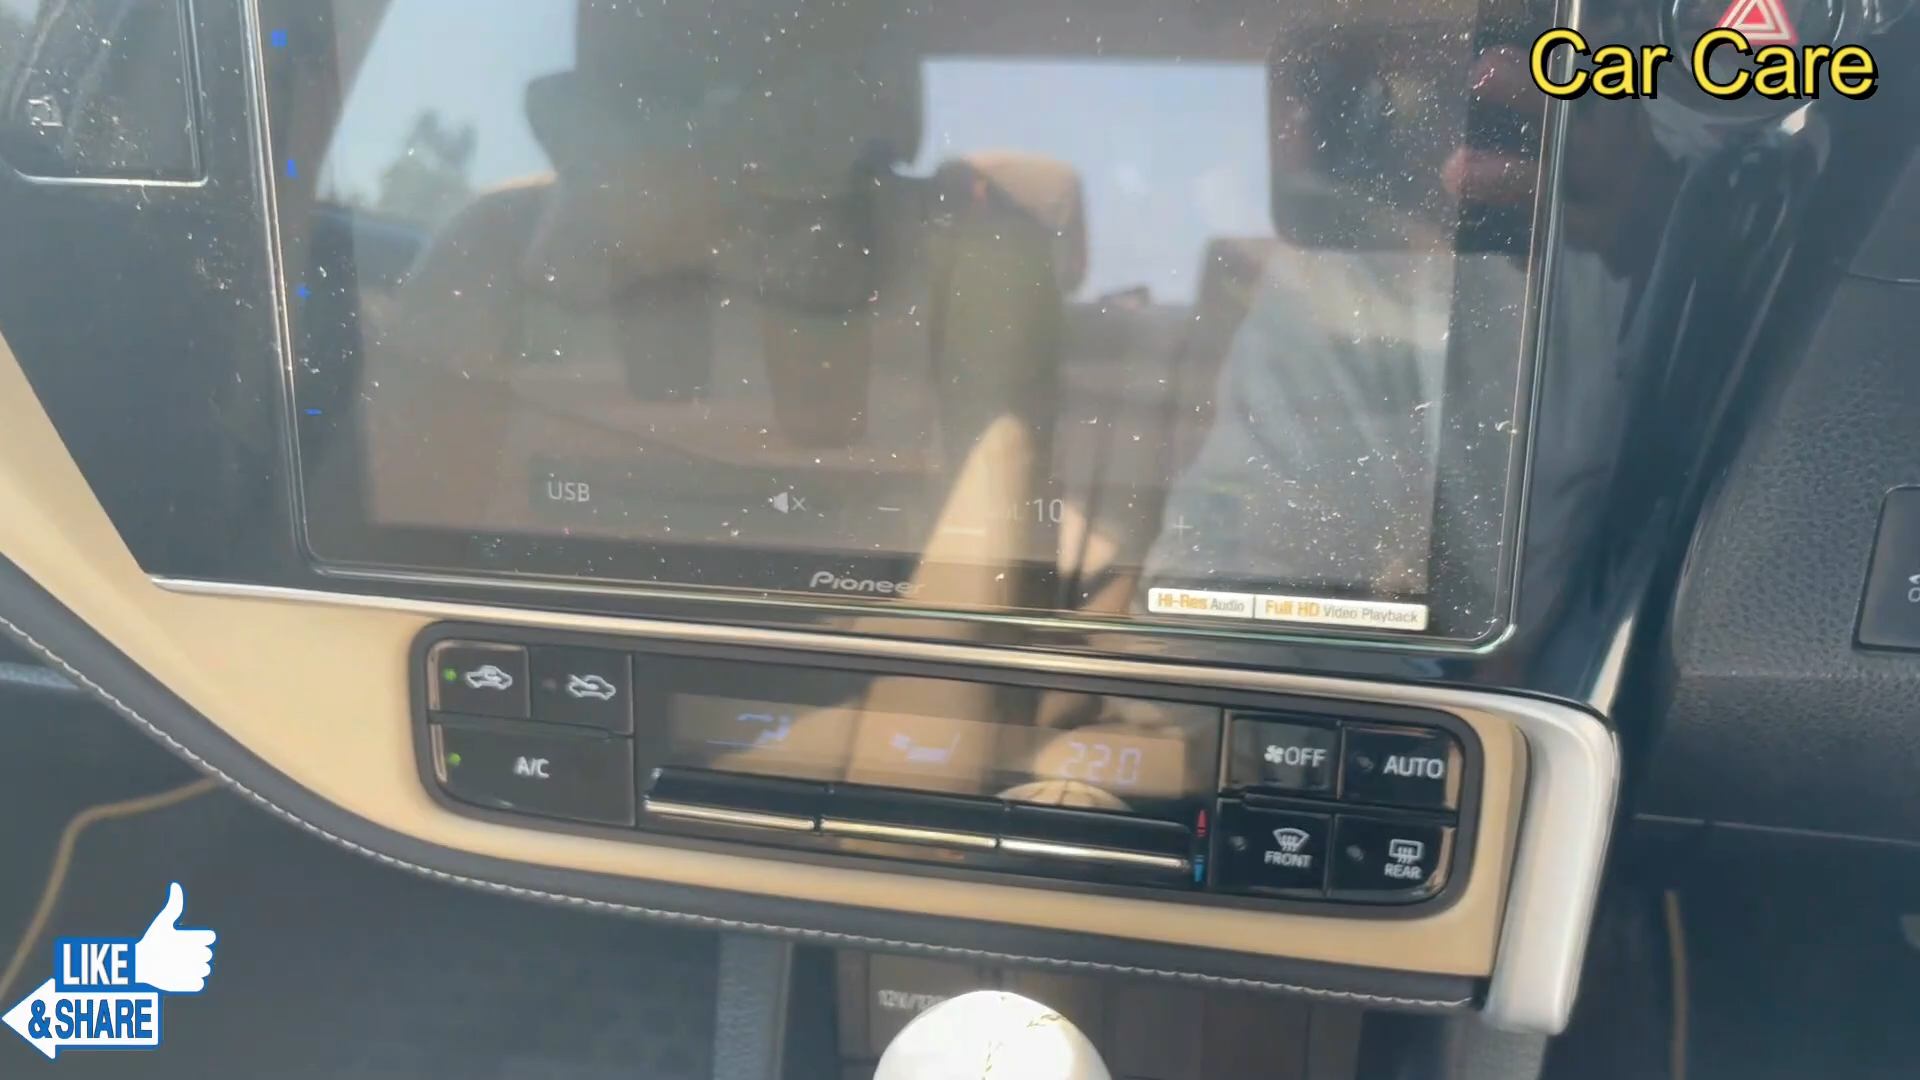 Car Care
USB
10
Pioneer
Hi-Res Audio
Full HD Video Playback
A/C
22.0
OFF
AUTO
FRONT
REAR
LIKE
& SHARE